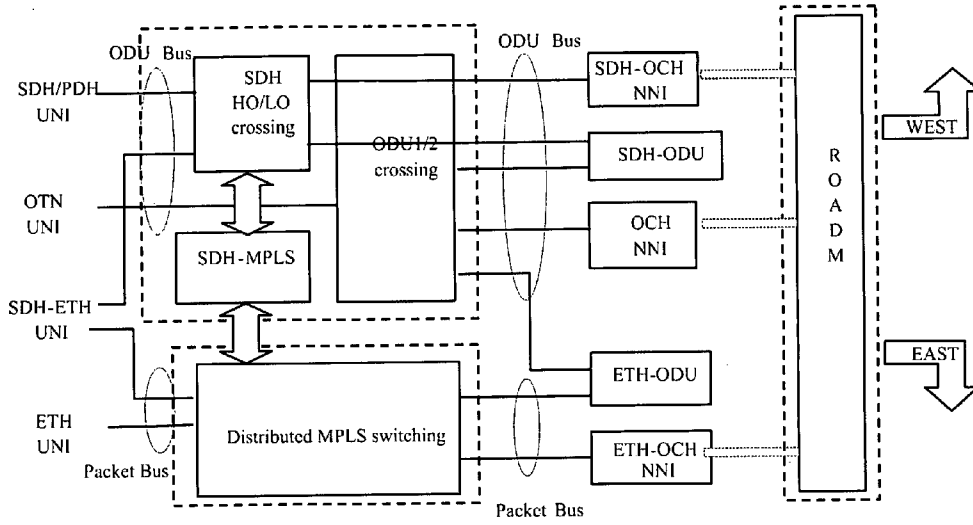 ODU Bus
ODU Bus
SDH/PDH
UNI
SDH
HO/LO
crossing
ODU1/2
crossing
SDH-OCH
NNI
SDH-ODU
OTN
UNI
OCH
NNI
SDH-MPLS
SDH-ETH
UNI
ETH
UNI
Distributed MPLS switching
ETH-ODU
ETH-OCH
NNI
Packet Bus
Packet Bus
R
O
A
D
M
WEST
EAST